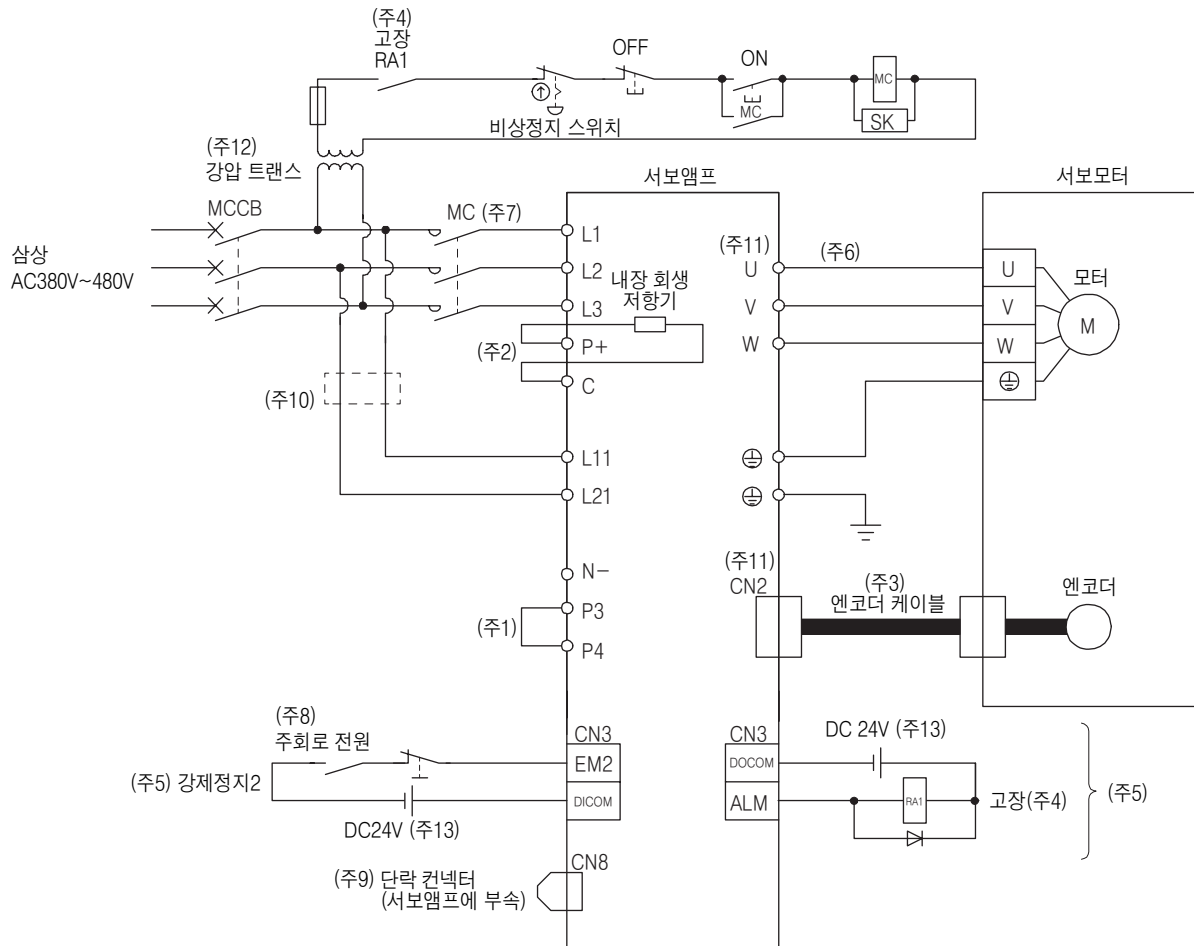 (주4)
고장
RA1
OFF
ON
MC
MC
SK
비상정지 스위치
(주12)
강압 트랜스
서보앰프
서보모터
MCCB
MC (주7)
삼상
AC380V~480V
L1
L2
L3
P+
C
(주2)
내장 회생
저항기
(주11)
U
V
W
(주6)
U
V
W
모터
M
(주10)
L11
L21
N−
P3
P4
(주1)
(주11)
CN2
(주3)
엔코더 케이블
엔코더
(주8)
주회로 전원
(주5) 강제정지2
DC24V (주13)
CN3
EM2
DICOM
CN3
DOCOM
ALM
DC 24V (주13)
RA1
고장(주4)
(주5)
CN8
(주9) 단락 컨넥터
(서보앰프에 부속)